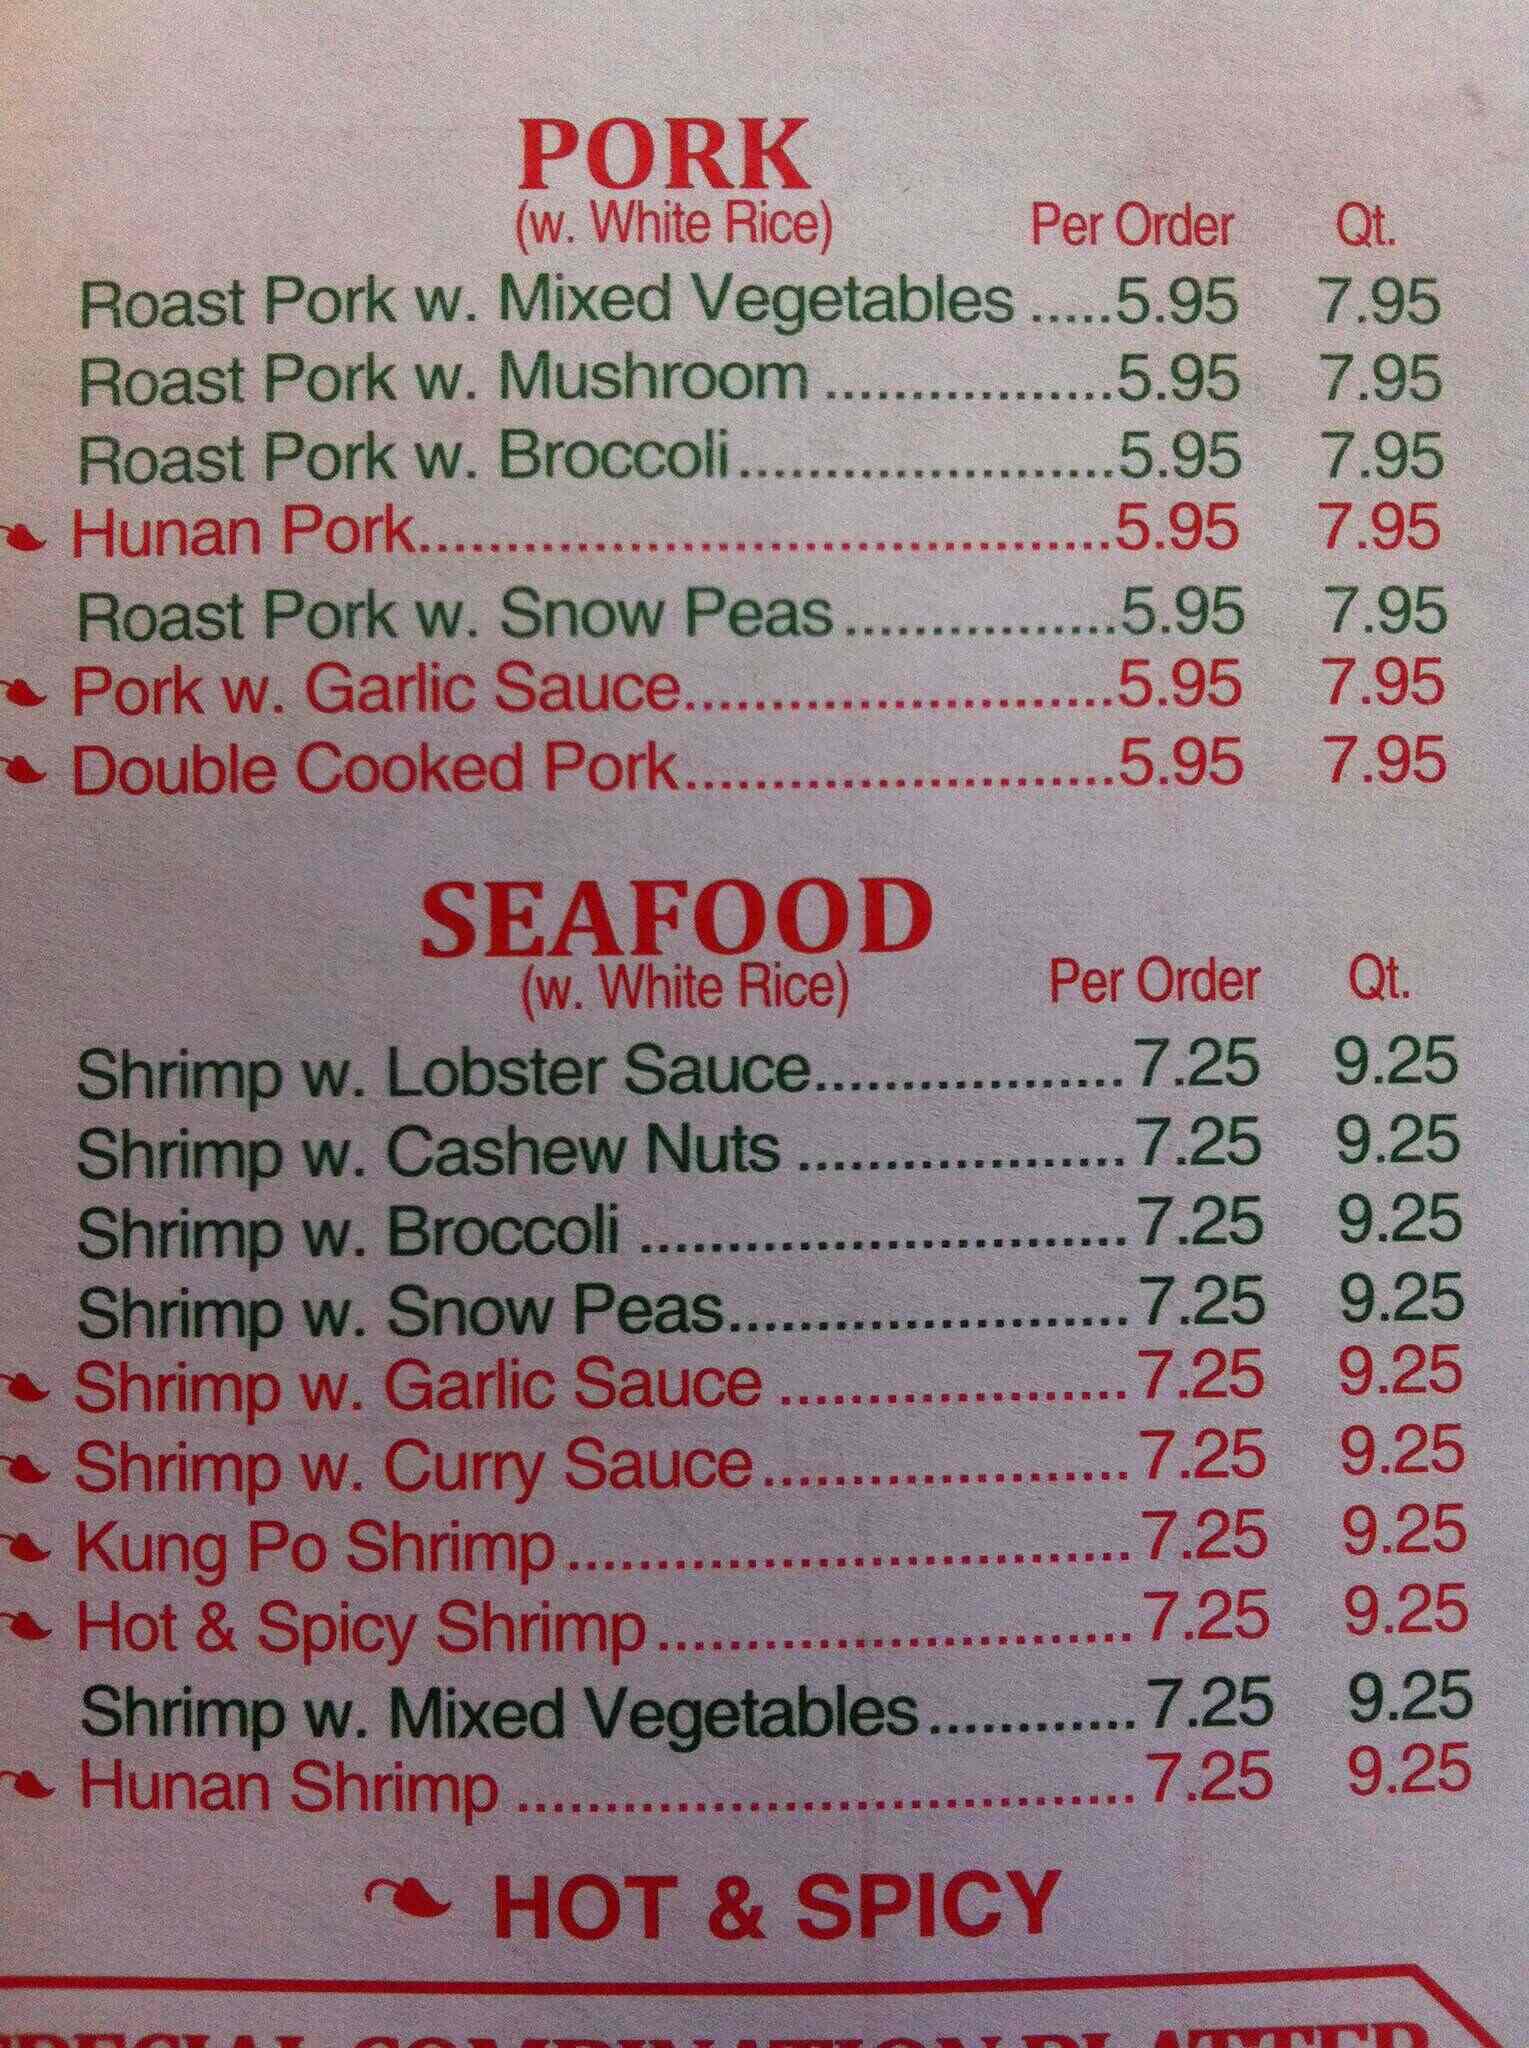 PORK
(w. White Rice) Per Order Qt.
Roast Pork w. Mixed Vegetables .....5.95 7.95
Roast Pork w. Mushroom .................5.95 7.95
Roast Pork w. Broccoli......................5.95 7.95
Hunan Pork.........................................5.95 7.95
Roast Pork w. Snow Peas ................5.95 7.95
Pork w. Garlic Sauce.........................5.95 7.95
Double Cooked Pork.........................5.95 7.95
SEAFOOD
(w. White Rice) Per Order Qt.
Shrimp w. Lobster Sauce..................7.25 9.25
Shrimp w. Cashew Nuts ...................7.25 9.25
Shrimp w. Broccoli ............................7.25 9.25
Shrimp w. Snow Peas.......................7.25 9.25
Shrimp w. Garlic Sauce ....................7.25 9.25
Shrimp w. Curry Sauce.....................7.25 9.25
Kung Po Shrimp................................7.25 9.25
Hot & Spicy Shrimp...........................7.25 9.25
Shrimp w. Mixed Vegetables............7.25 9.25
Hunan Shrimp ...................................7.25 9.25
HOT & SPICY
SPECIAL COMBINATION PLATTER